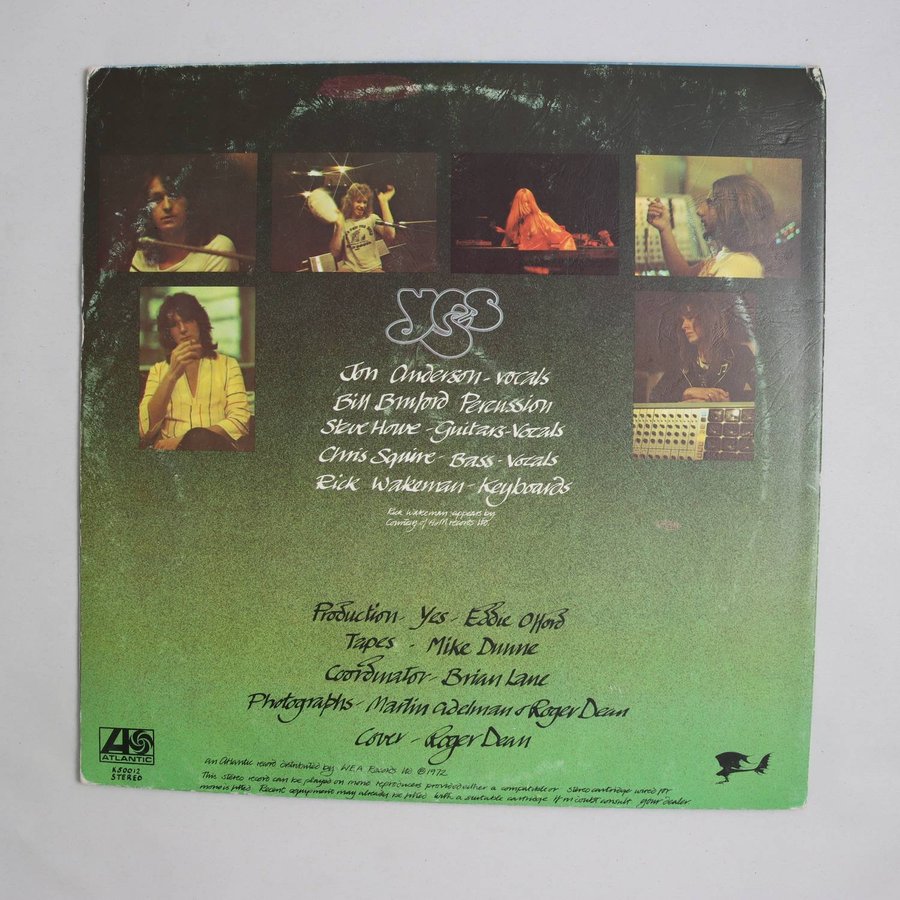 yes
Jon Anderson - vocals
Bill Bruford Percussion
Steve Howe - Guitars - Vocals
Chris Squire - Bass - Vocals
Rick Wakeman - Keyboards
Rick Wakeman appears by
Courtesy of A&M records Ltd.
Production - Yes - Eddie Offord
Tapes - Mike Dunne
Coordinator - Brian Lane
Photographs - Martin Adelman & Roger Dean
Cover - Roger Dean
ATLANTIC
K50012
STEREO
An Atlantic record distributed by W.E.A Records Ltd. ©1972
This stereo record can be played on mono reproducers provided either a compatible or stereo cartridge wired for
mono is fitted. Recent equipment may already be fitted with a suitable cartridge. If in doubt consult your dealer